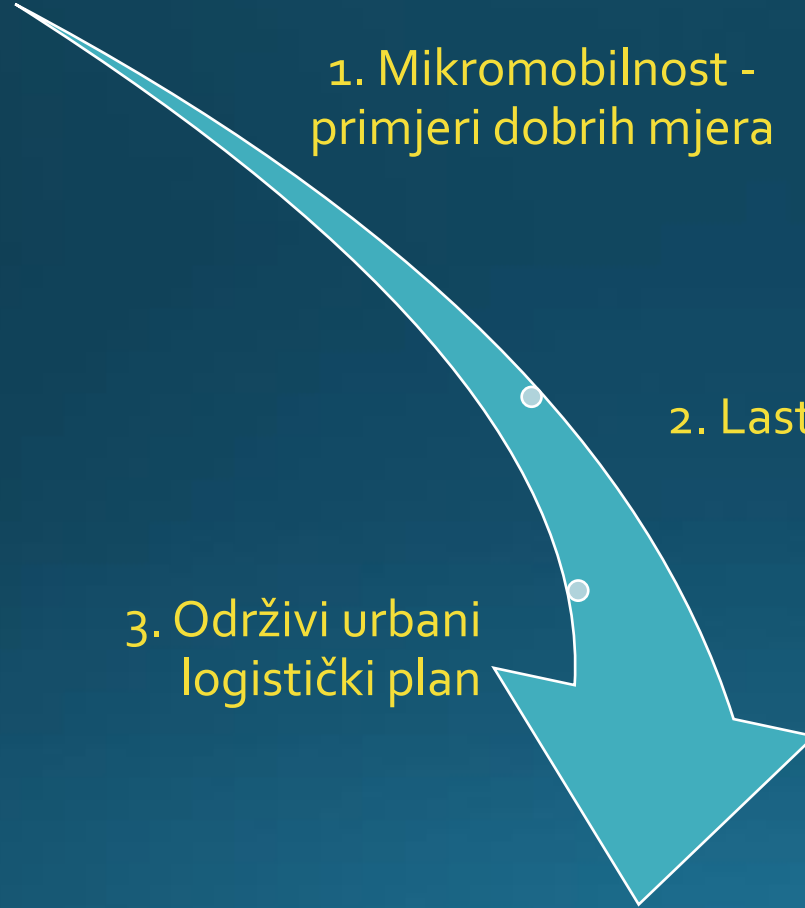 1. Mikromobilnost -
primjeri dobrih mjera
2. Last
3. Održivi urbani
logistički plan